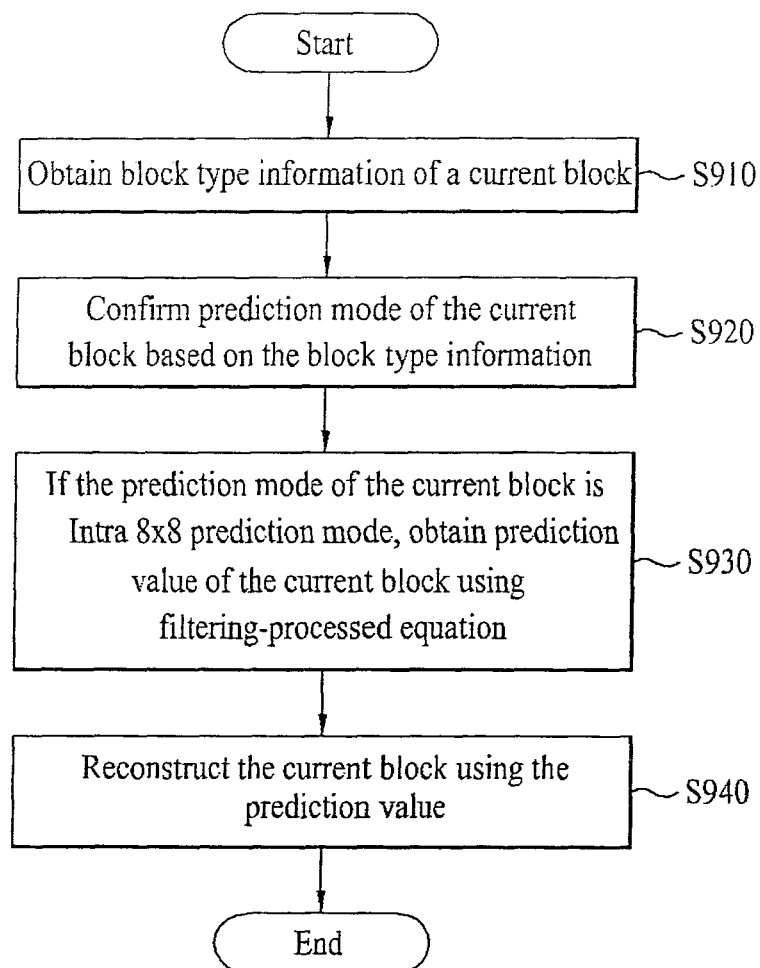 Start
Obtain block type information of a current block
S910
Confirm prediction mode of the current
block based on the block type information
S920
If the prediction mode of the current block is
Intra 8x8 prediction mode, obtain prediction
value of the current block using
filtering-processed equation
S930
Reconstruct the current block using the
prediction value
S940
End